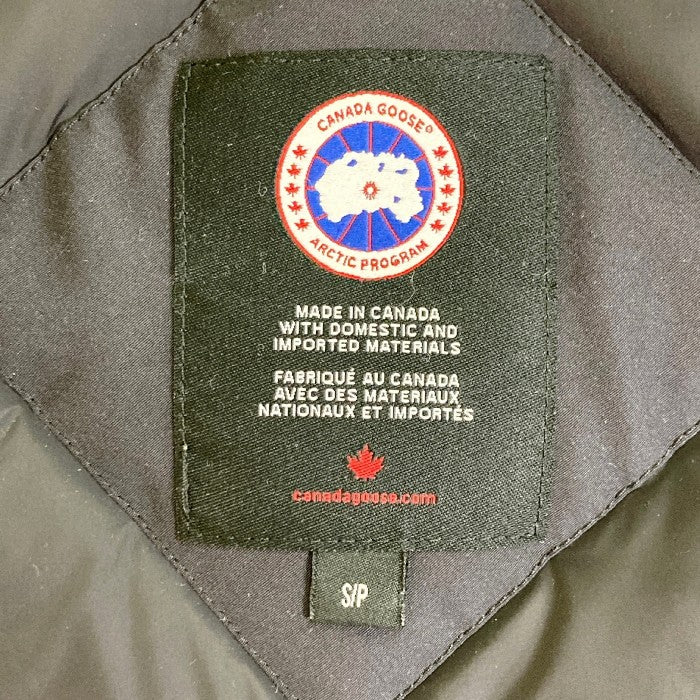 CANADA GOOSE®
ARCTIC PROGRAM
MADE IN CANADA
WITH DOMESTIC AND
IMPORTED MATERIALS
FABRIQUÉ AU CANADA
AVEC DES MATERIAUX
NATIONAUX ET IMPORTÉS
canadagoose.com
S/P